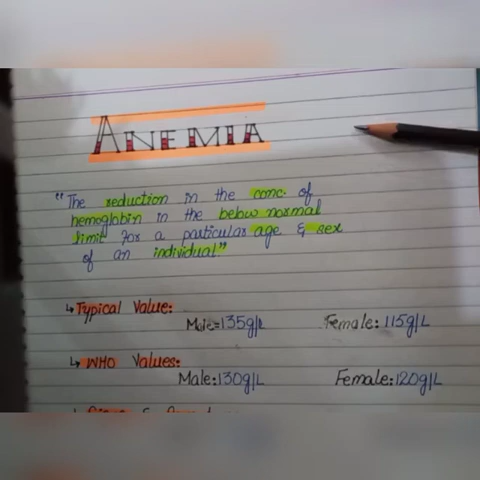 ANEMIA
"The reduction in the conc. of
hemoglobin in the below normal
limit for a particular age & sex
of an individual"
↳ Typical Value:
Male=135g/L Female: 115g/L
↳ WHO Values:
Male: 130g/L Female: 120g/L